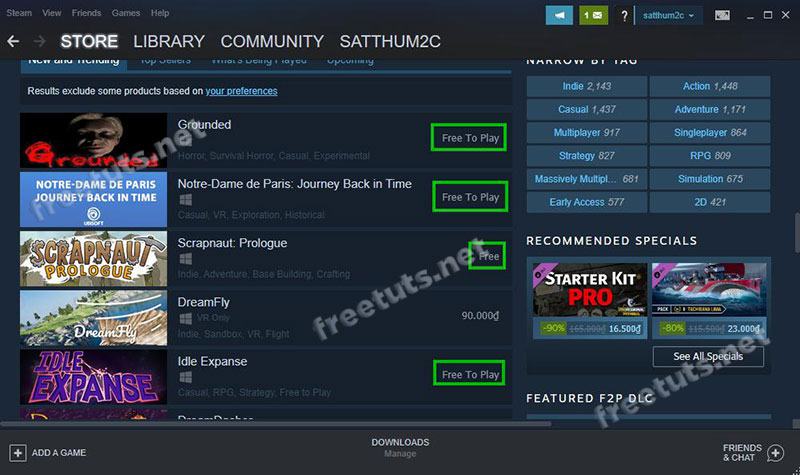 Steam View Friends Games Help
1
?
satthum2c
STORE LIBRARY COMMUNITY SATTHUM2C
New and Trending Top Sellers What's Being Played Upcoming
Results exclude some products based on your preferences
Grounded
Grounded
Free To Play
Horror, Survival Horror, Casual, Experimental
NOTRE-DAME DE PARIS
JOURNEY BACK IN TIME
UBISOFT
Notre-Dame de Paris: Journey Back in Time
Free To Play
Casual, VR, Exploration, Historical
SCRAPNAUT
PROLOGUE
Scrapnaut: Prologue
Free
Indie, Adventure, Base Building, Crafting
DreamFly
DreamFly
VR Only
90.000₫
Indie, Sandbox, VR, Flight
IDLE
EXPANSE
Idle Expanse
Free To Play
Casual, RPG, Strategy, Free to Play
DreamDasher
NARROW BY TAG
Indie 2,143 Action 1,448
Casual 1,437 Adventure 1,171
Multiplayer 917 Singleplayer 864
Strategy 827 RPG 809
Massively Multipl... 681 Simulation 675
Early Access 577 2D 421
RECOMMENDED SPECIALS
STARTER KIT
PRO
-90% 165.000₫ 16.500₫
-80% 115.500₫ 23.000₫
See All Specials
FEATURED F2P DLC
ADD A GAME
DOWNLOADS
Manage
FRIENDS
& CHAT
freetuts.net
freetuts.net
freetuts.net